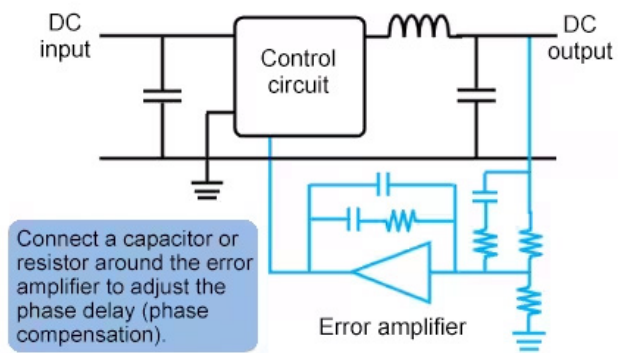 DC
input
Control
circuit
DC
output
Connect a capacitor or
resistor around the error
amplifier to adjust the
phase delay (phase
compensation).
Error amplifier